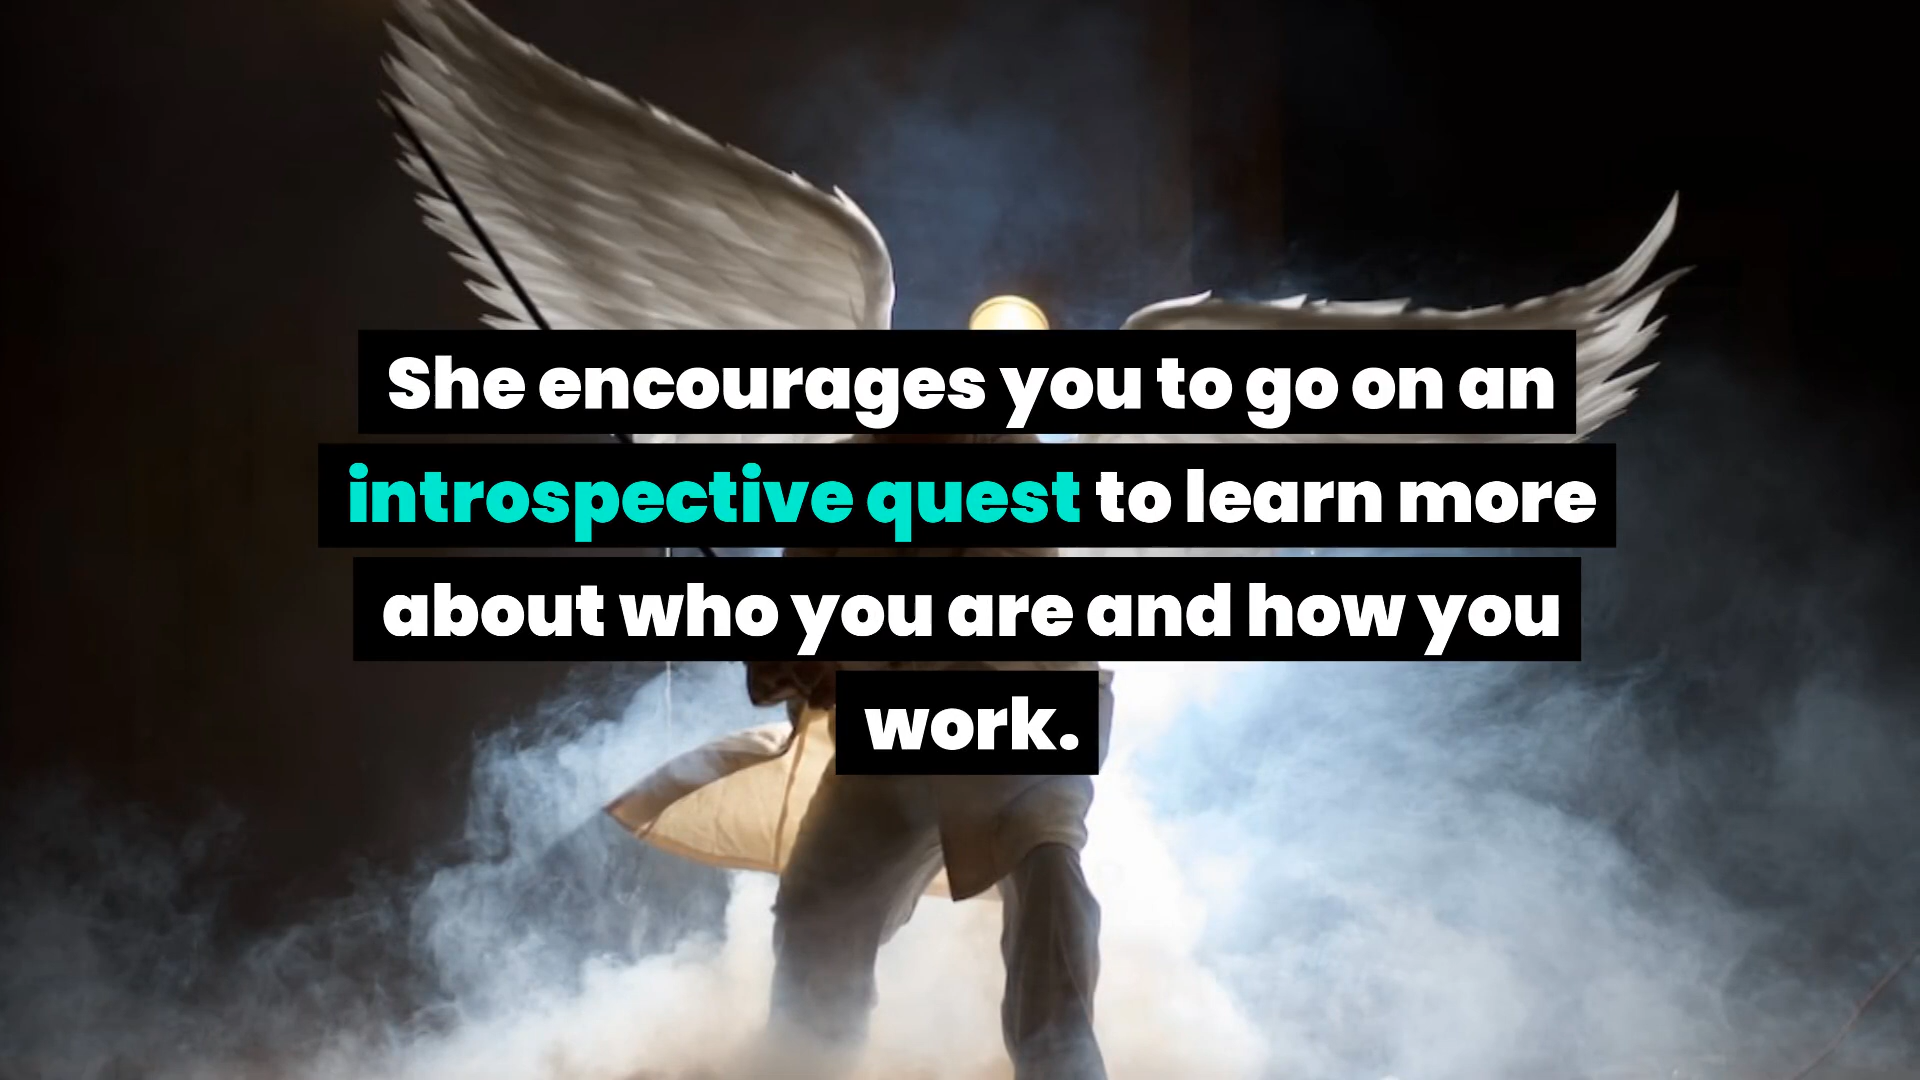 She encourages you to go on an
introspective quest to learn more
about who you are and how you
work.